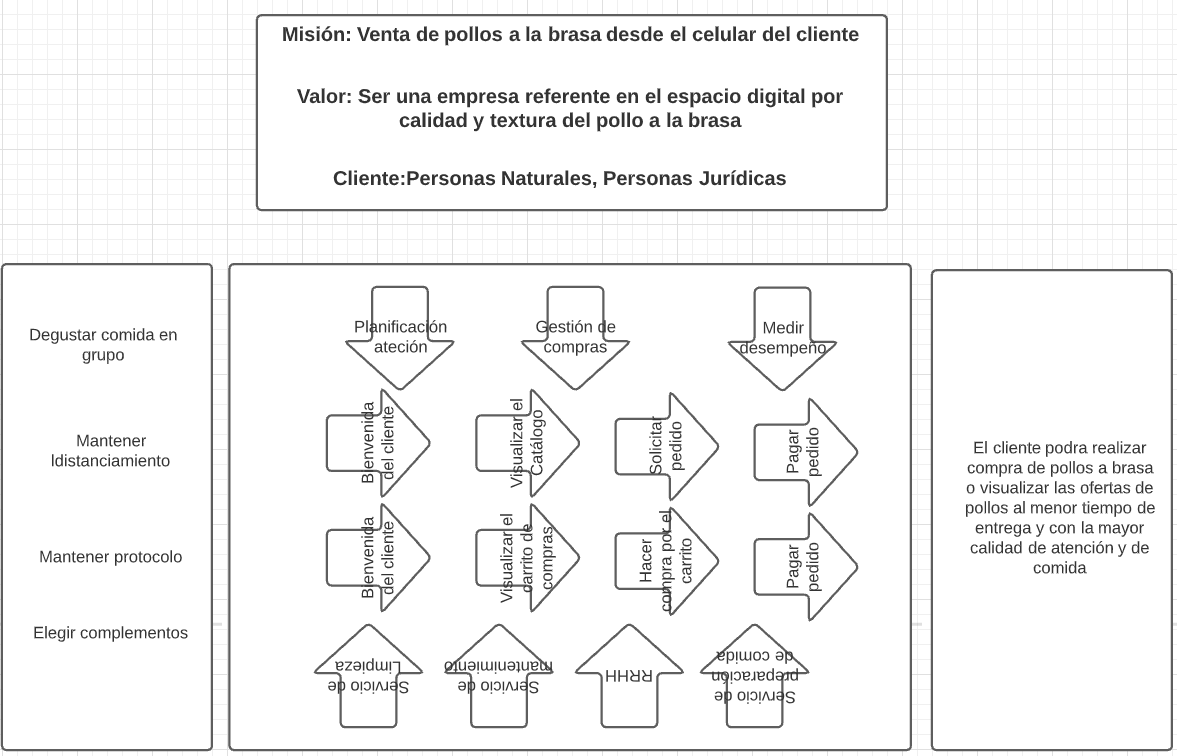 Misión: Venta de pollos a la brasa desde el celular del cliente
Valor: Ser una empresa referente en el espacio digital por
calidad y textura del pollo a la brasa
Cliente:Personas Naturales, Personas Jurídicas
Degustar comida en
grupo
Mantener
ldistanciamiento
Mantener protocolo
Elegir complementos
Planificación
ateción
Gestión de
compras
Medir
desempeño
Bienvenida
del cliente
Visualizar el
Catálogo
Solicitar
pedido
Pagar
pedido
Bienvenida
del cliente
Visualizar el
carrito de
compras
Hacer
compra por el
carrito
Pagar
pedido
Servicio de
Limpieza
Servicio de
mantenimiento
RRHH
Servicio de
preparación
de comida
El cliente podra realizar
compra de pollos a brasa
o visualizar las ofertas de
pollos al menor tiempo de
entrega y con la mayor
calidad de atención y de
comida